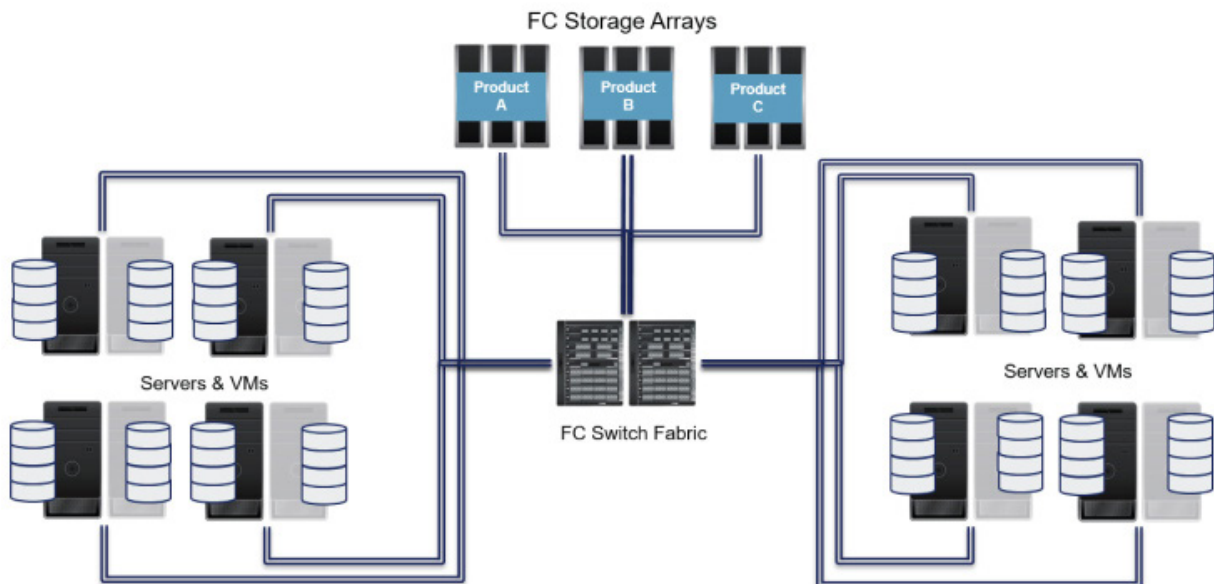 FC Storage Arrays
Product
A
Product
B
Product
C
Servers & VMs
Servers & VMs
FC Switch Fabric